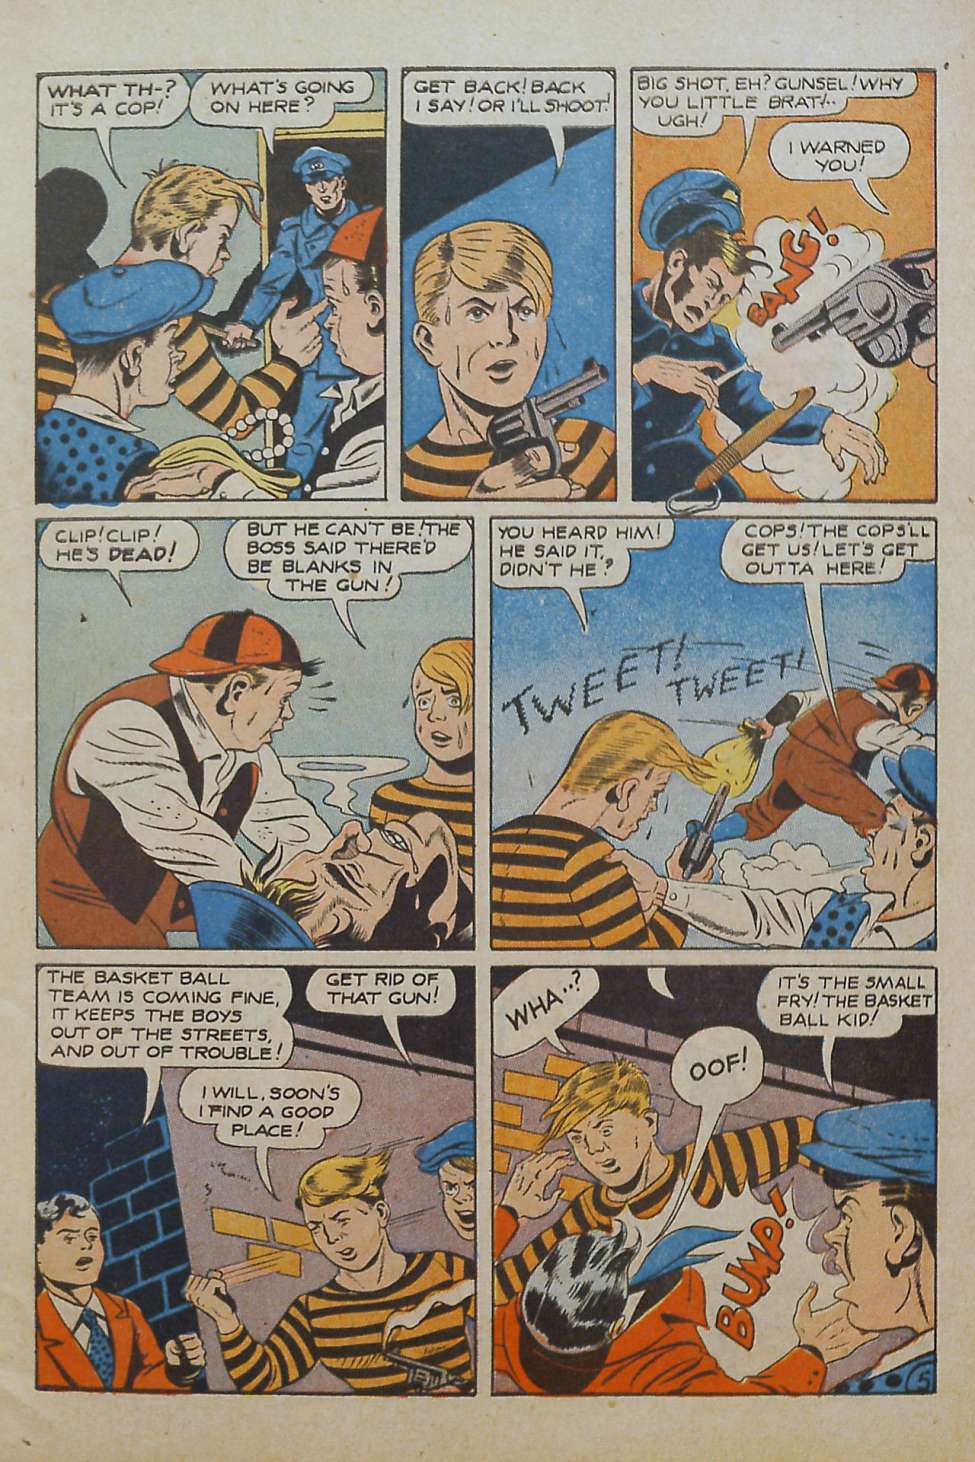 WHAT TH-?
IT'S A COP!
WHAT'S GOING
ON HERE?
GET BACK! BACK
I SAY! OR I'LL SHOOT!
BIG SHOT, EH? GUNSEL! WHY
YOU LITTLE BRAT!..
UGH!
I WARNED
YOU!
BANG!
CLIP! CLIP!
HE'S DEAD!
BUT HE CAN'T BE! THE
BOSS SAID THERE'D
BE BLANKS IN
THE GUN!
YOU HEARD HIM!
HE SAID IT,
DIDN'T HE?
COPS! THE COPS'LL
GET US! LET'S GET
OUTTA HERE!
TWEET!
TWEET!
THE BASKET BALL
TEAM IS COMING FINE,
IT KEEPS THE BOYS
OUT OF THE STREETS,
AND OUT OF TROUBLE!
GET RID OF
THAT GUN!
I WILL, SOON'S
I FIND A GOOD
PLACE!
WHA..?
OOF!
IT'S THE SMALL
FRY! THE BASKET
BALL KID!
BUMP!
5